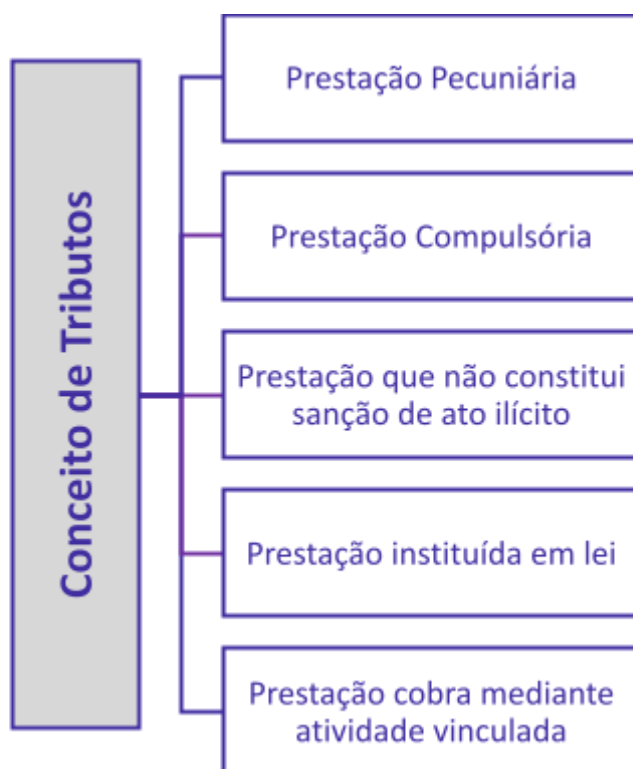 Conceito de Tributos
Prestação Pecuniária
Prestação Compulsória
Prestação que não constitui
sanção de ato ilícito
Prestação instituída em lei
Prestação cobra mediante
atividade vinculada